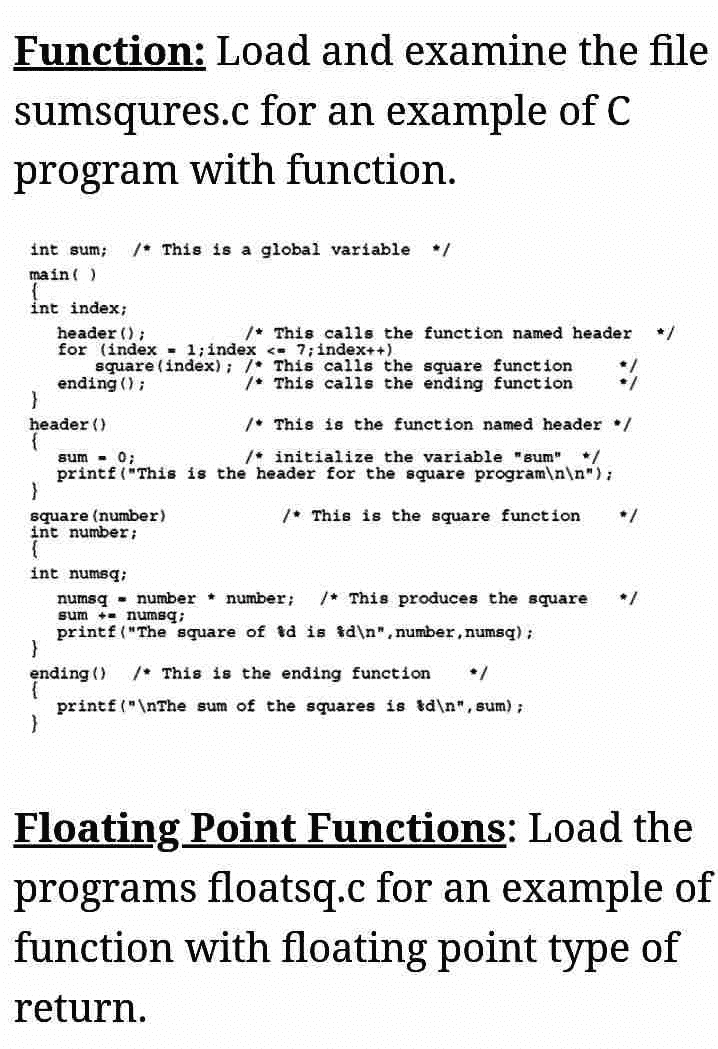 Function: Load and examine the file
sumsqures.c for an example of C
program with function.
int sum;  /* This is a global variable  */
main( )
{
int index;
header();  /* This calls the function named header  */
for (index = 1;index <= 7;index++)
square(index); /* This calls the square function  */
ending();  /* This calls the ending function  */
}
header()  /* This is the function named header */
{
sum = 0;  /* initialize the variable "sum"  */
printf("This is the header for the square program\n\n");
}
square(number)  /* This is the square function  */
int number;
{
int numsq;
numsq = number * number;  /* This produces the square  */
sum += numsq;
printf("The square of %d is %d\n",number,numsq);
}
ending()  /* This is the ending function  */
{
printf("\nThe sum of the squares is %d\n",sum);
}
Floating Point Functions: Load the
programs floatsq.c for an example of
function with floating point type of
return.